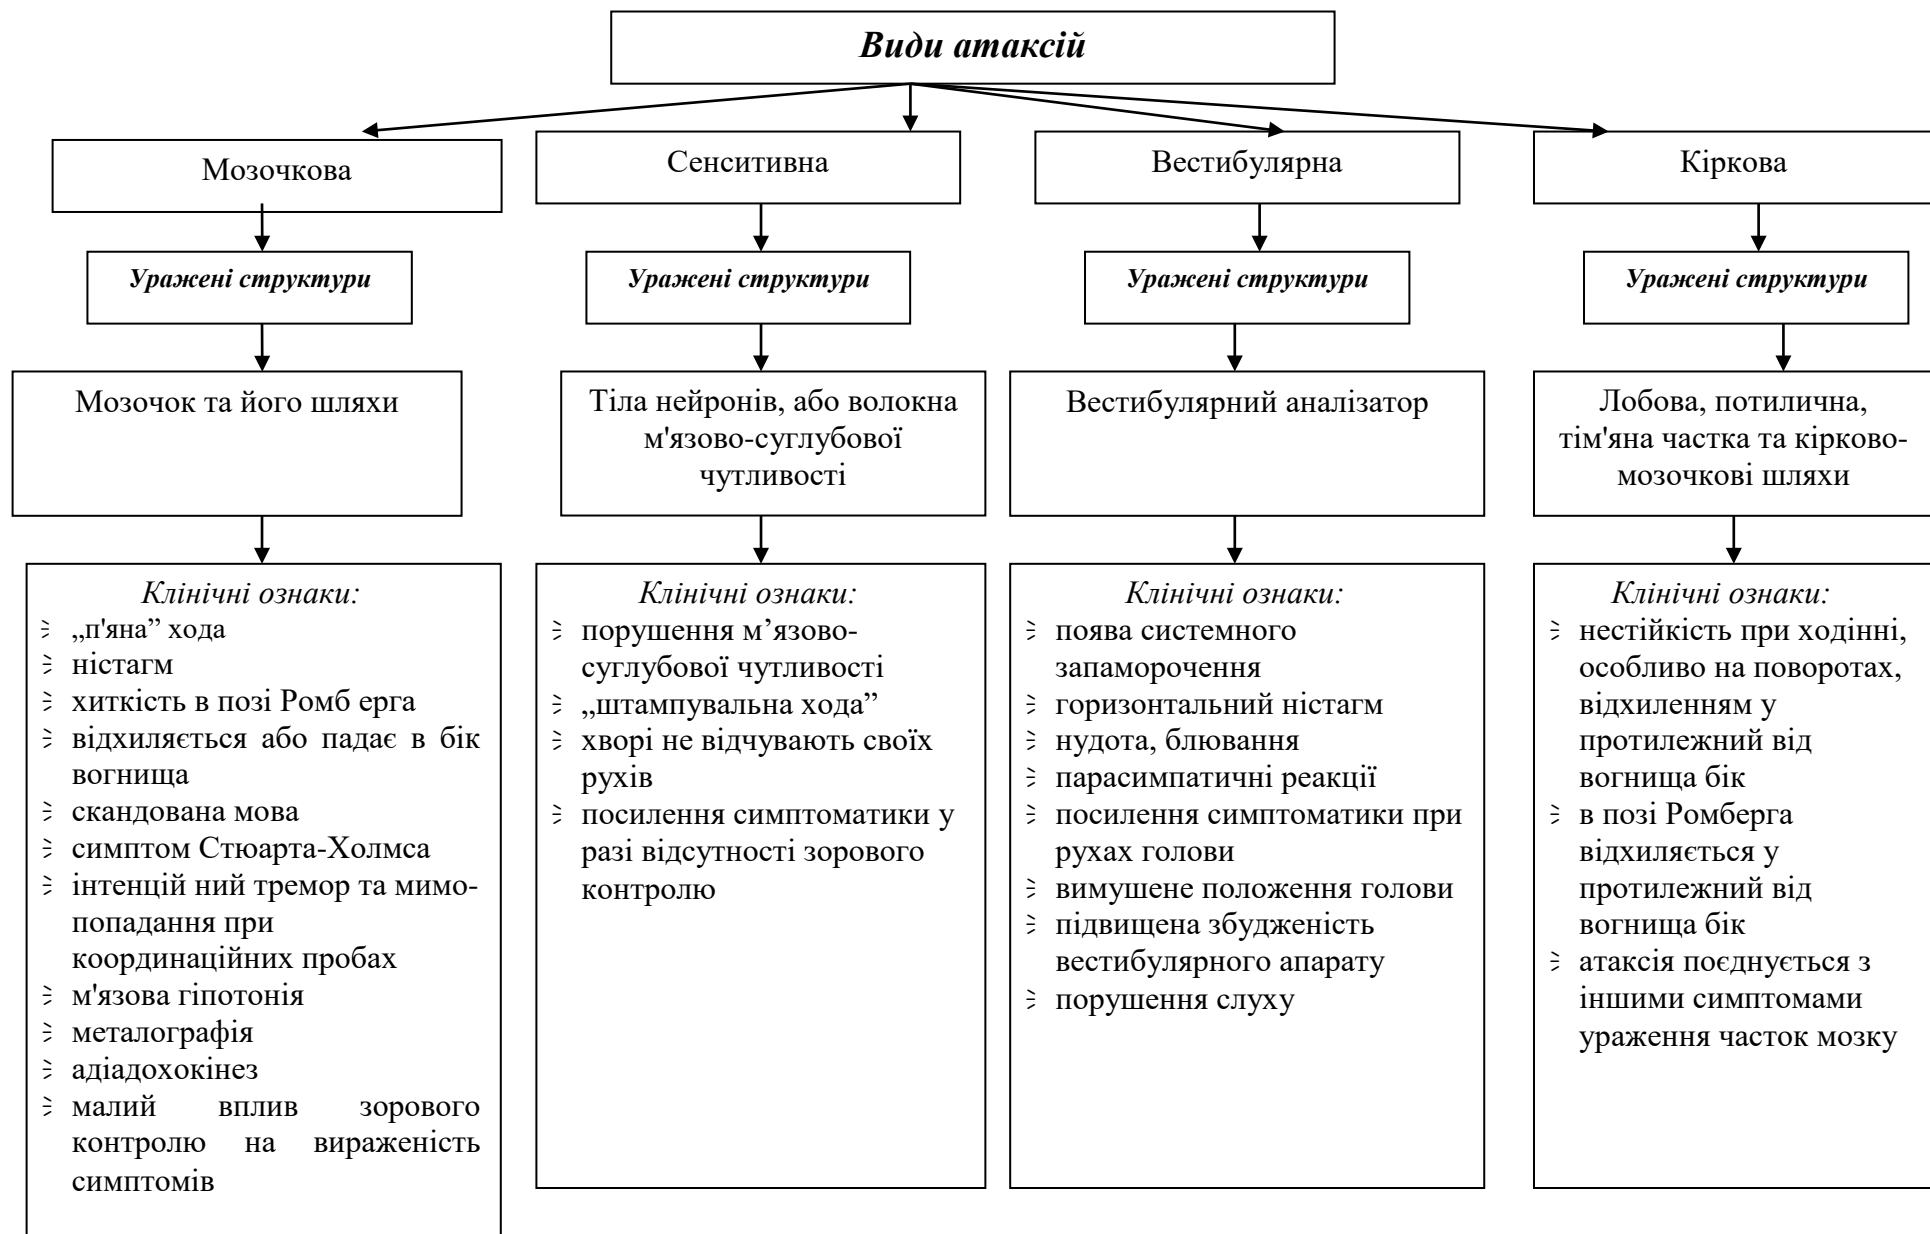 Види атаксій
Мозочкова
Сенситивна
Вестибулярна
Кіркова
Уражені структури
Уражені структури
Уражені структури
Уражені структури
Мозочок та його шляхи
Тіла нейронів, або волокна
м'язово-суглубової
чутливості
Вестибулярний аналізатор
Лобова, потилична,
тім'яна частка та кірково-
мозочкові шляхи
Клінічні ознаки:
„п'яна” хода
ністагм
хиткість в позі Ромб ерга
відхиляється або падає в бік
вогнища
скандована мова
симптом Стюарта-Холмса
інтенцій ний тремор та мимо-
попадання при
координаційних пробах
м'язова гіпотонія
металографія
адіадохокінез
малий вплив зорового
контролю на вираженість
симптомів
Клінічні ознаки:
порушення м’язово-
суглубової чутливості
„штампувальна хода”
хворі не відчувають своїх
рухів
посилення симптоматики у
разі відсутності зорового
контролю
Клінічні ознаки:
поява системного
запаморочення
горизонтальний ністагм
нудота, блювання
парасимпатичні реакції
посилення симптоматики при
рухах голови
вимушене положення голови
підвищена збудженість
вестибулярного апарату
порушення слуху
Клінічні ознаки:
нестійкість при ходінні,
особливо на поворотах,
відхиленням у
протилежний від
вогнища бік
в позі Ромберга
відхиляється у
протилежний від
вогнища бік
атаксія поєднується з
іншими симптомами
ураження часток мозку